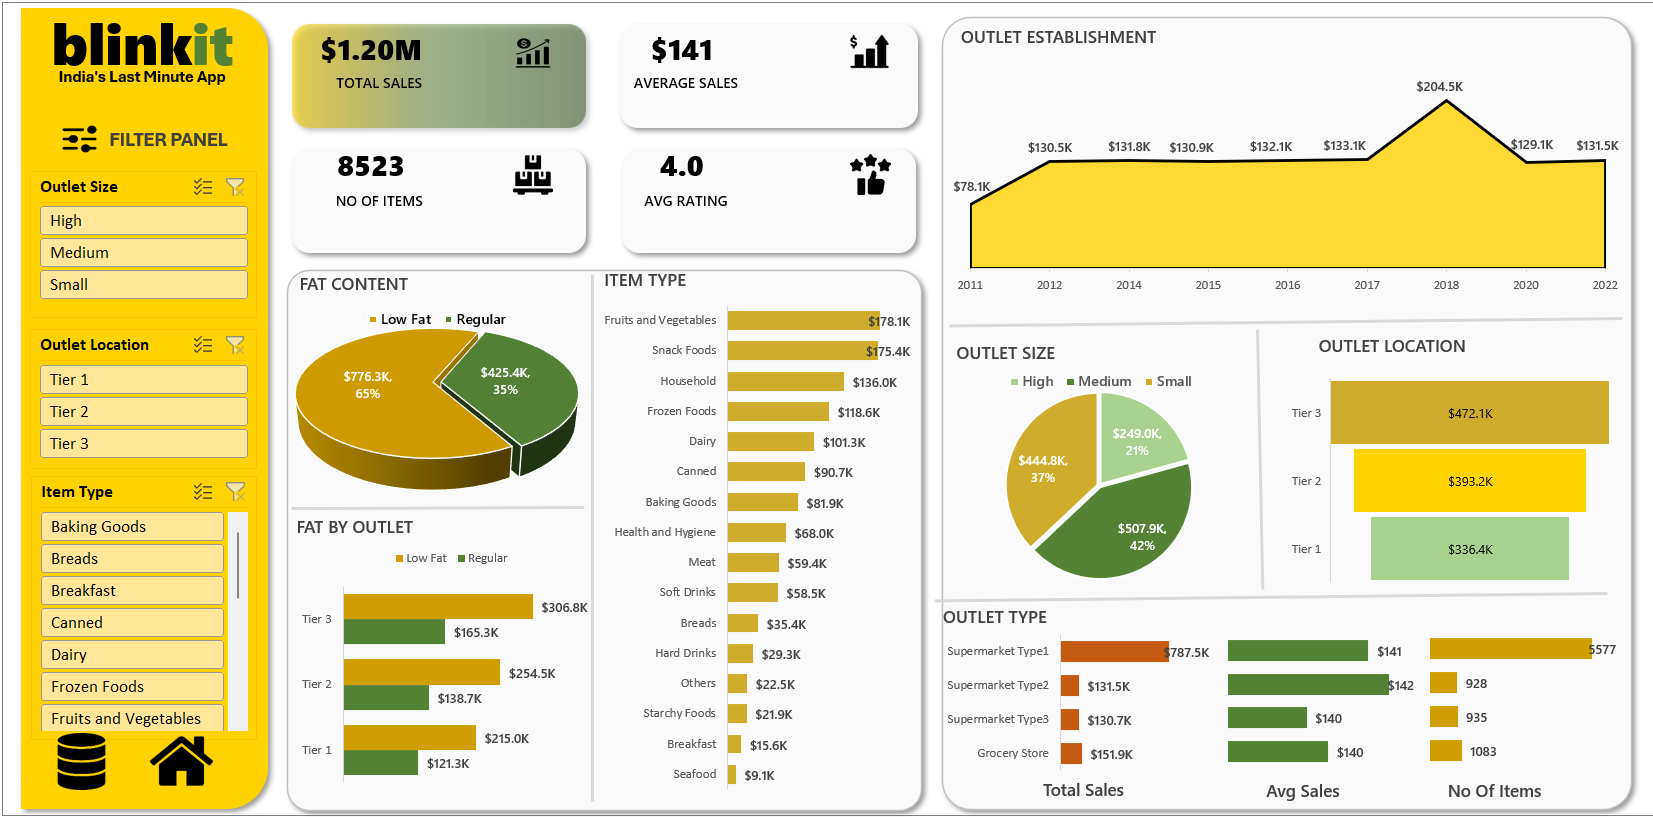 blinkit
India's Last Minute App
FILTER PANEL
Outlet Size
High
Medium
Small
Outlet Location
Tier 1
Tier 2
Tier 3
Item Type
Baking Goods
Breads
Breakfast
Canned
Dairy
Frozen Foods
Fruits and Vegetables
$1.20M
TOTAL SALES
$141
AVERAGE SALES
8523
NO OF ITEMS
4.0
AVG RATING
FAT CONTENT
Low Fat Regular
$776.3K,
65%
$425.4K,
35%
FAT BY OUTLET
Low Fat Regular
Tier 3 $306.8K
$165.3K
Tier 2 $254.5K
$138.7K
Tier 1 $215.0K
$121.3K
ITEM TYPE
Fruits and Vegetables $178.1K
Snack Foods $175.4K
Household $136.0K
Frozen Foods $118.6K
Dairy $101.3K
Canned $90.7K
Baking Goods $81.9K
Health and Hygiene $68.0K
Meat $59.4K
Soft Drinks $58.5K
Breads $35.4K
Hard Drinks $29.3K
Others $22.5K
Starchy Foods $21.9K
Breakfast $15.6K
Seafood $9.1K
OUTLET ESTABLISHMENT
$78.1K $130.5K $131.8K $130.9K $132.1K $133.1K $204.5K $129.1K $131.5K
2011 2012 2014 2015 2016 2017 2018 2020 2022
OUTLET SIZE
High Medium Small
$249.0K,
21%
$444.8K,
37%
$507.9K,
42%
OUTLET LOCATION
Tier 3 $472.1K
Tier 2 $393.2K
Tier 1 $336.4K
OUTLET TYPE
Supermarket Type1 $787.5K $141 5577
Supermarket Type2 $131.5K $142 928
Supermarket Type3 $130.7K $140 935
Grocery Store $151.9K $140 1083
Total Sales Avg Sales No Of Items